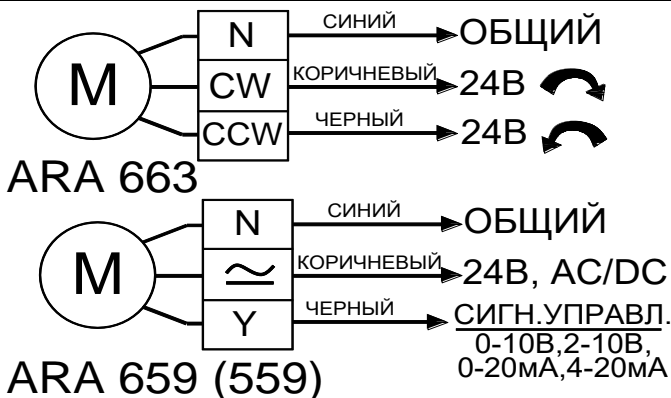 N СИНИЙ ОБЩИЙ
M CW КОРИЧНЕВЫЙ 24В
CCW ЧЕРНЫЙ 24В
ARA 663
N СИНИЙ ОБЩИЙ
M КОРИЧНЕВЫЙ 24В, AC/DC
Y ЧЕРНЫЙ СИГН.УПРАВЛ.
0-10В,2-10В,
0-20мА,4-20мА
ARA 659 (559)